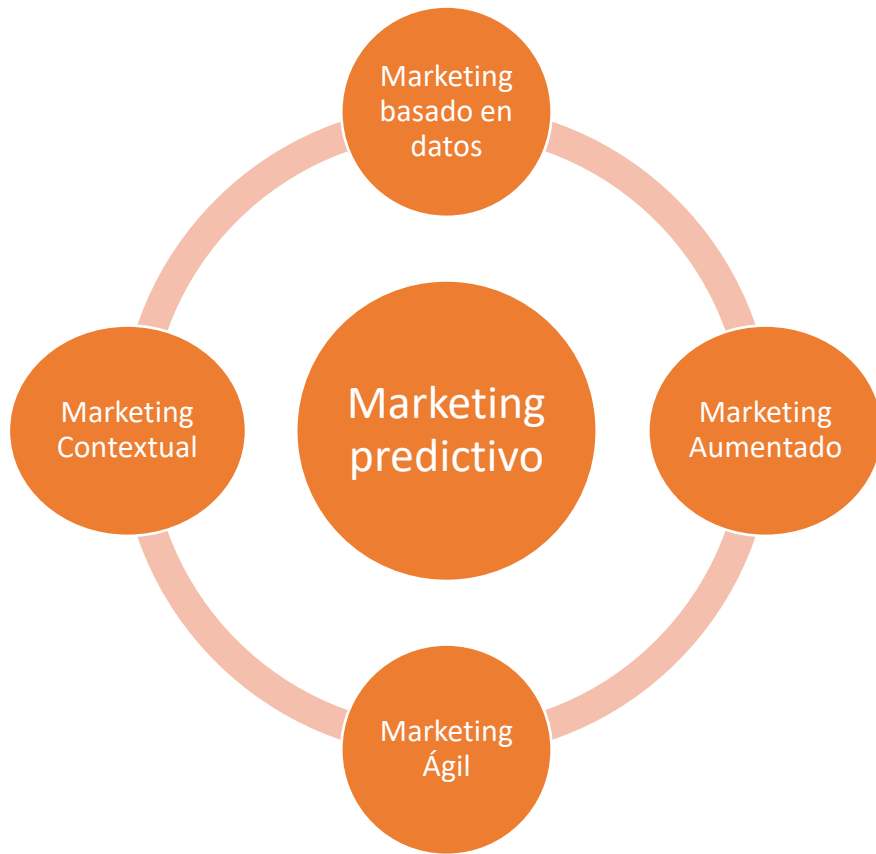 Marketing
basado en
datos
Marketing
Contextual
Marketing
predictivo
Marketing
Aumentado
Marketing
Ágil